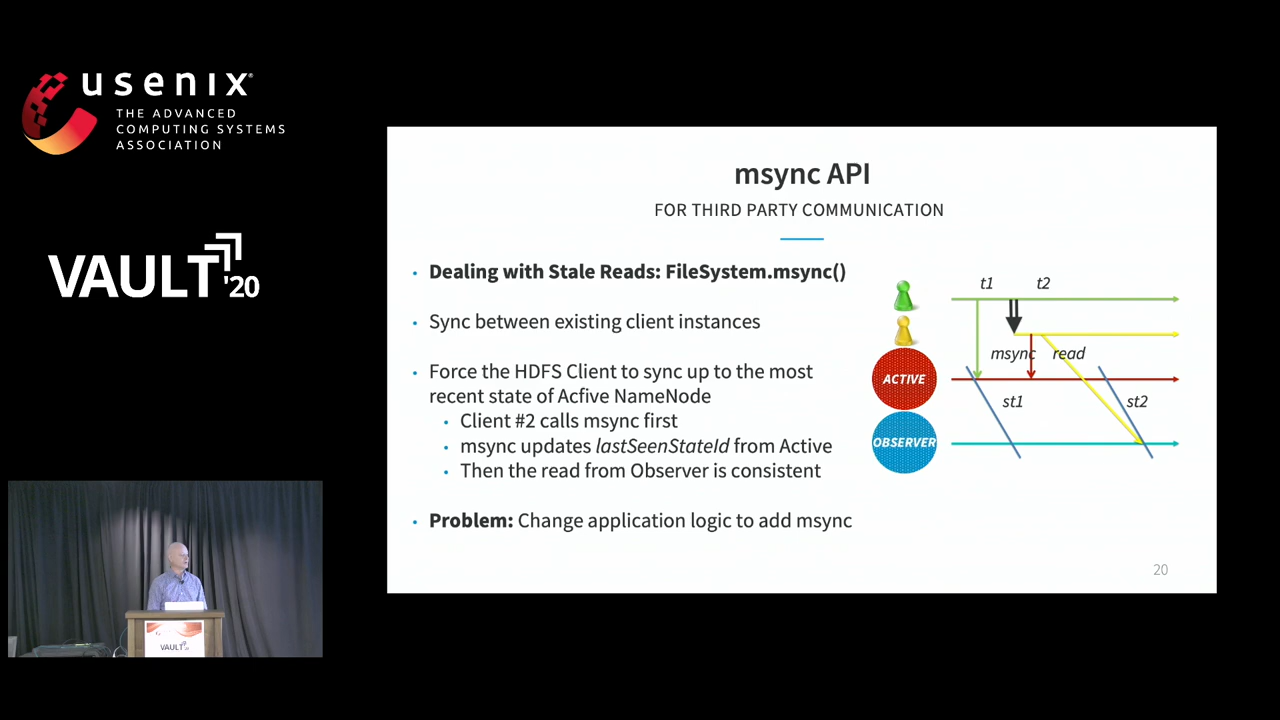 usenix
THE ADVANCED
COMPUTING SYSTEMS
ASSOCIATION
VAULT '20
msync API
FOR THIRD PARTY COMMUNICATION
• Dealing with Stale Reads: FileSystem.msync()
• Sync between existing client instances
• Force the HDFS Client to sync up to the most
recent state of Acfive NameNode
• Client #2 calls msync first
• msync updates lastSeenStateId from Active
• Then the read from Observer is consistent
• Problem: Change application logic to add msync
t1 t2
msync read
ACTIVE
st1 st2
OBSERVER
20
VAULT '20